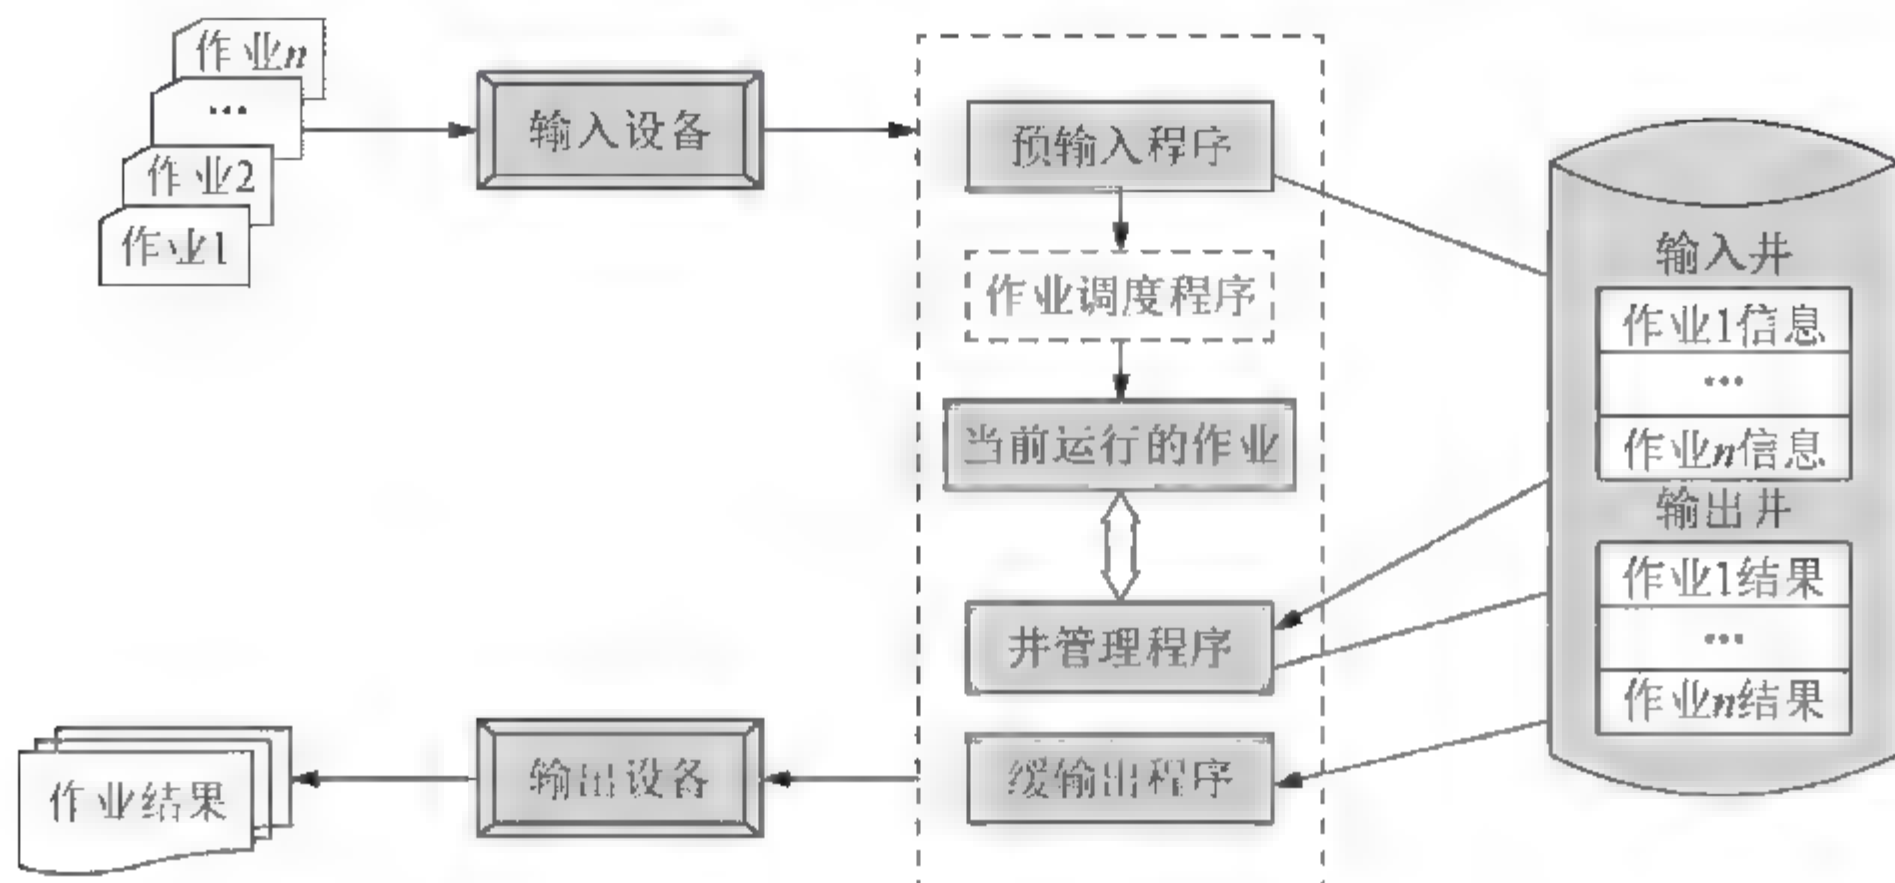 作业n
...
作业2
作业1
输入设备
预输入程序
作业调度程序
当前运行的作业
井管理程序
缓输出程序
输入井
作业1信息
...
作业n信息
输出井
作业1结果
...
作业n结果
输出设备
作业结果